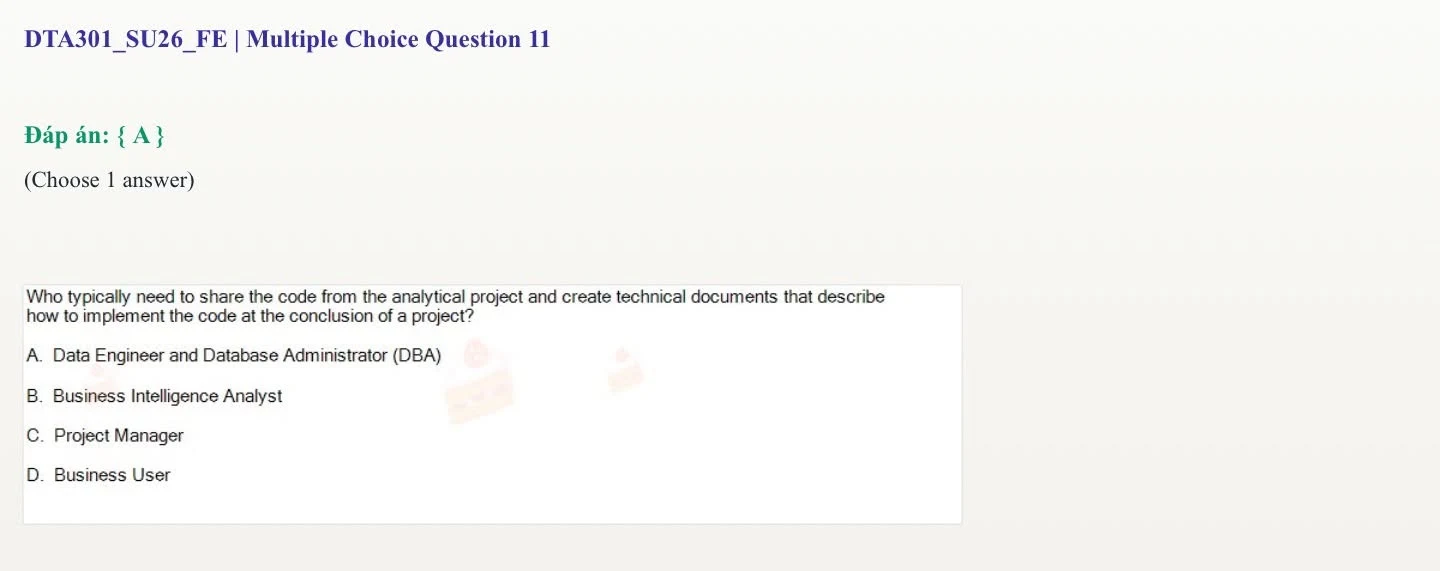 DTA301_SU26_FE | Multiple Choice Question 11
Đáp án: { A }
(Choose 1 answer)
Who typically need to share the code from the analytical project and create technical documents that describe
how to implement the code at the conclusion of a project?
A. Data Engineer and Database Administrator (DBA)
B. Business Intelligence Analyst
C. Project Manager
D. Business User